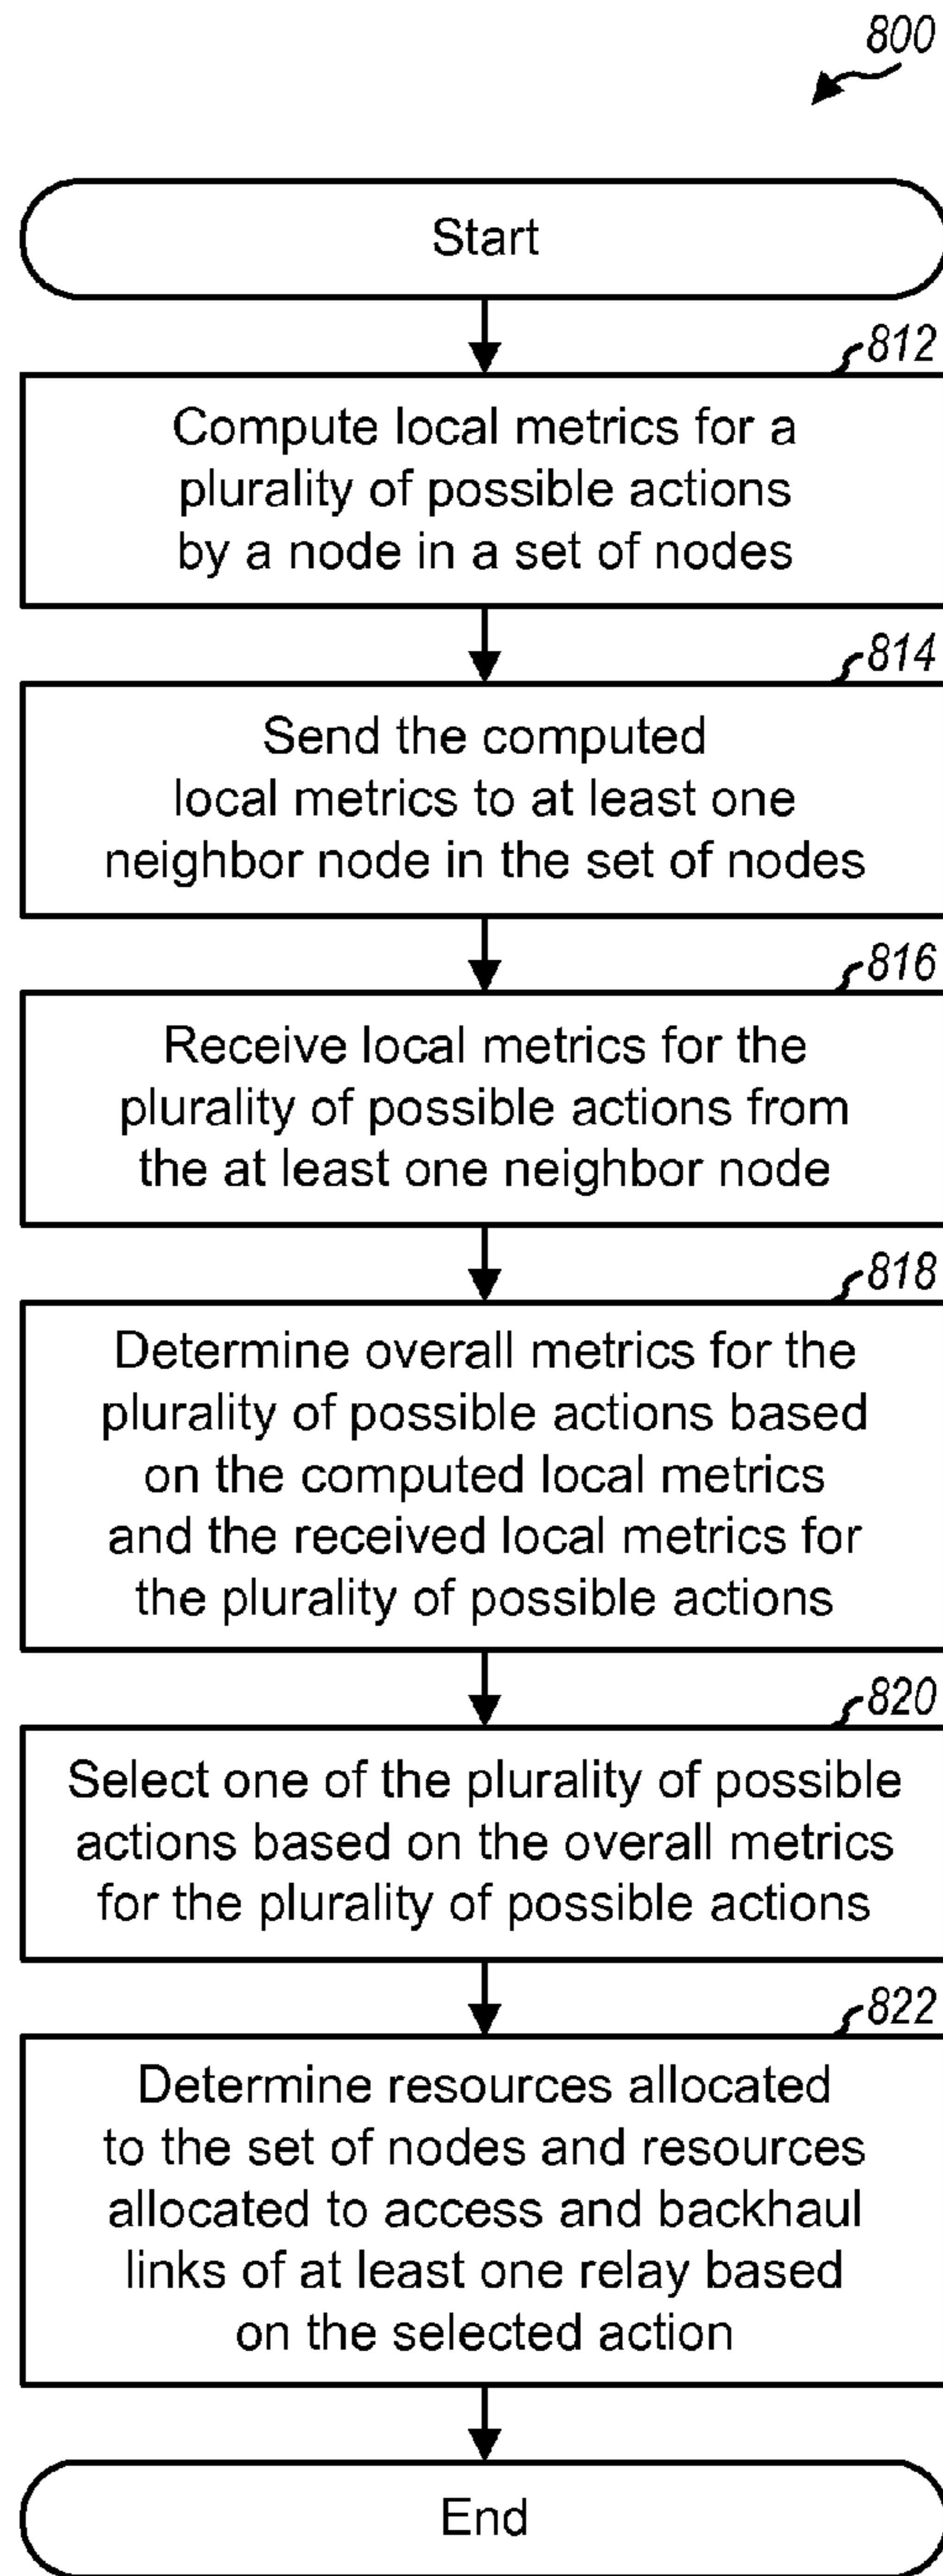 800
Start
812
Compute local metrics for a
plurality of possible actions
by a node in a set of nodes
814
Send the computed
local metrics to at least one
neighbor node in the set of nodes
816
Receive local metrics for the
plurality of possible actions from
the at least one neighbor node
818
Determine overall metrics for the
plurality of possible actions based
on the computed local metrics
and the received local metrics for
the plurality of possible actions
820
Select one of the plurality of possible
actions based on the overall metrics
for the plurality of possible actions
822
Determine resources allocated
to the set of nodes and resources
allocated to access and backhaul
links of at least one relay based
on the selected action
End